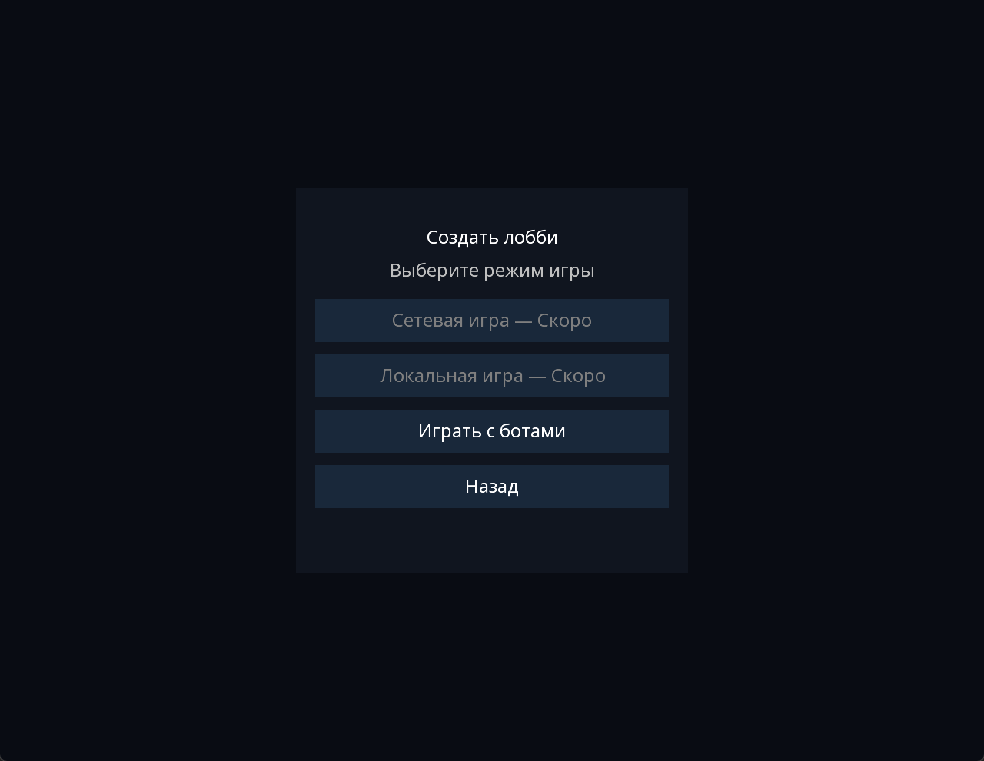 Создать лобби
Выберите режим игры
Сетевая игра — Скоро
Локальная игра — Скоро
Играть с ботами
Назад